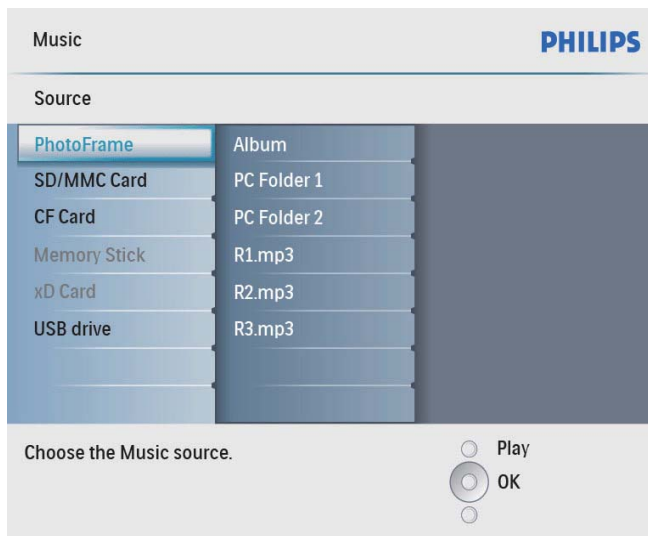 Music
PHILIPS
Source
PhotoFrame
SD/MMC Card
CF Card
Memory Stick
xD Card
USB drive
Album
PC Folder 1
PC Folder 2
R1.mp3
R2.mp3
R3.mp3
Choose the Music source.
Play
OK